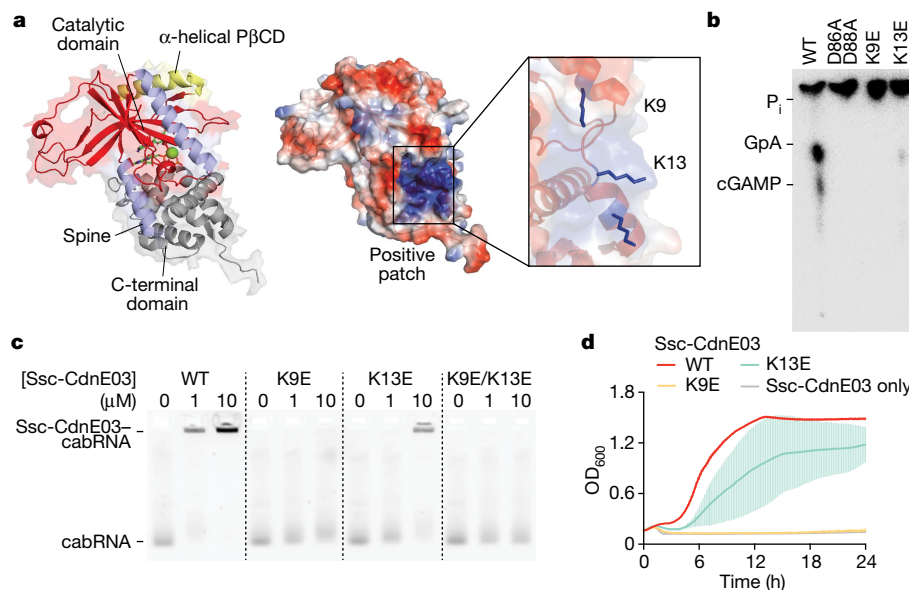 a
Catalytic
domain
α-helical PβCD
Spine
C-terminal
domain
Positive
patch
K9
K13
b
WT
D86A
D88A
K9E
K13E
Pi
GpA
cGAMP
c
[Ssc-CdnE03]
(μM)
WT
K9E
K13E
K9E/K13E
0 1 10
0 1 10
0 1 10
0 1 10
Ssc-CdnE03–
cabRNA
cabRNA
d
Ssc-CdnE03
WT
K13E
K9E
Ssc-CdnE03 only
OD600
1.8
1.2
0.6
0
0 6 12 18 24
Time (h)